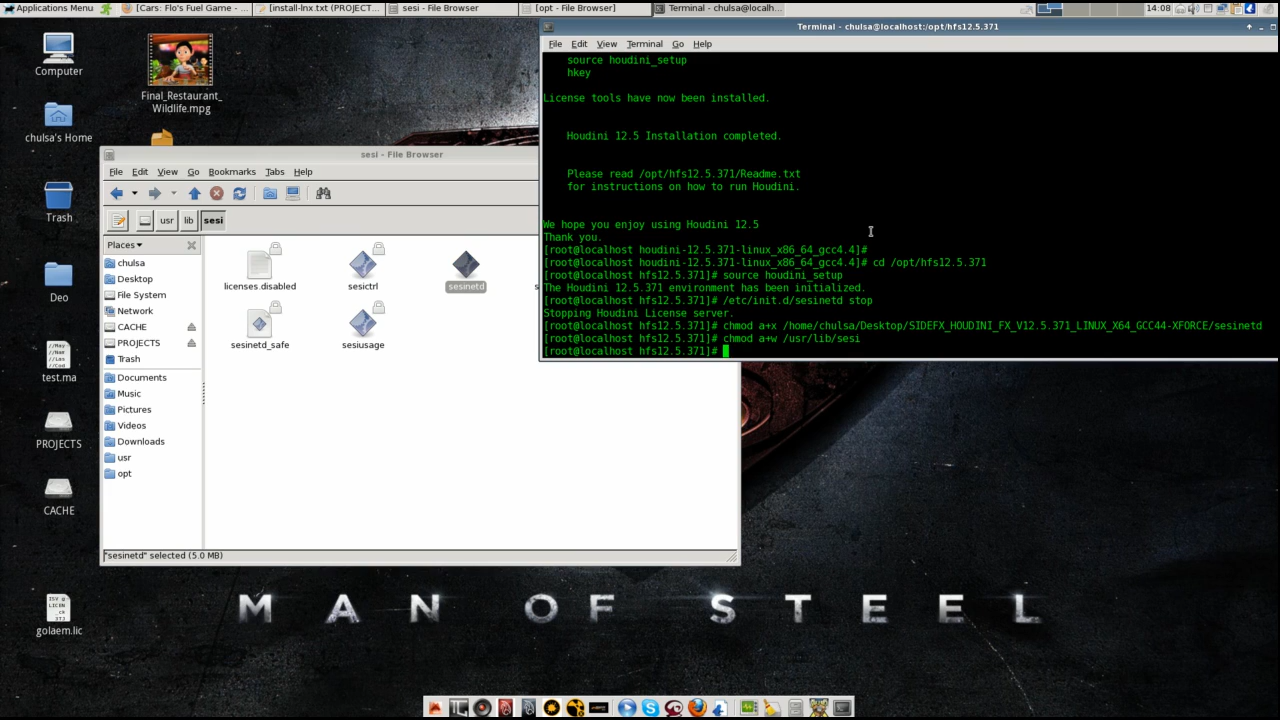 Applications Menu
[Cars: Flo's Fuel Game - ...
[install-lnx.txt (PROJECT...
sesi - File Browser
[opt - File Browser]
Terminal - chulsa@localh...
14:08
Computer
Final_Restaurant_
Wildlife.mpg
chulsa's Home
Trash
Deo
test.ma
PROJECTS
CACHE
golaem.lic
Terminal - chulsa@localhost:/opt/hfs12.5.371
File Edit View Terminal Go Help
source houdini_setup
hkey
License tools have now been installed.
Houdini 12.5 Installation completed.
Please read /opt/hfs12.5.371/Readme.txt
for instructions on how to run Houdini.
We hope you enjoy using Houdini 12.5
Thank you.
[root@localhost houdini-12.5.371-linux_x86_64_gcc4.4]#
[root@localhost houdini-12.5.371-linux_x86_64_gcc4.4]# cd /opt/hfs12.5.371
[root@localhost hfs12.5.371]# source houdini_setup
The Houdini 12.5.371 environment has been initialized.
[root@localhost hfs12.5.371]# /etc/init.d/sesinetd stop
Stopping Houdini License server.
[root@localhost hfs12.5.371]# chmod a+x /home/chulsa/Desktop/SIDEFX_HOUDINI_FX_V12.5.371_LINUX_X64_GCC44-XFORCE/sesinetd
[root@localhost hfs12.5.371]# chmod a+w /usr/lib/sesi
[root@localhost hfs12.5.371]#
sesi - File Browser
File Edit View Go Bookmarks Tabs Help
usr lib sesi
Places
chulsa
Desktop
File System
Network
CACHE
PROJECTS
Trash
Documents
Music
Pictures
Videos
Downloads
usr
opt
licenses.disabled
sesictrl
sesinetd
sesinetd_safe
sesiusage
"sesinetd" selected (5.0 MB)
MAN OF STEEL